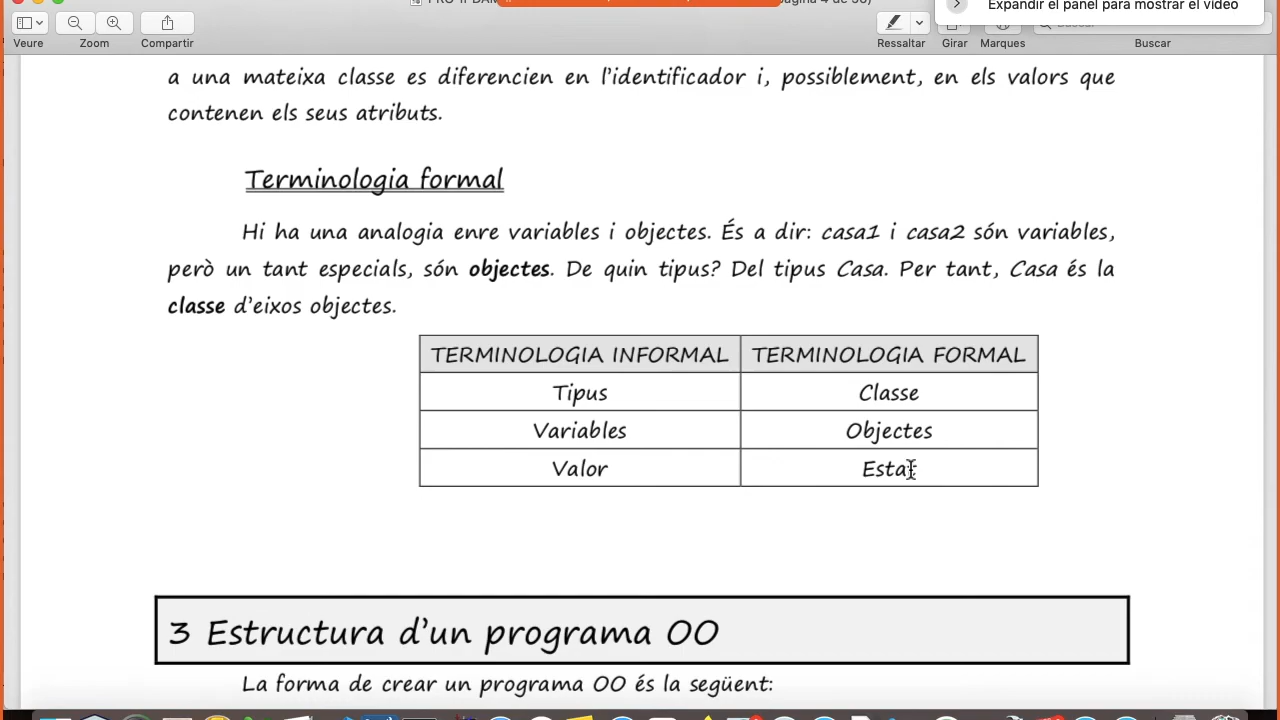 Expandir el panel para mostrar el vídeo
Veure Zoom Compartir Ressaltar Girar Marques Buscar
a una mateixa classe es diferencien en l'identificador i, possiblement, en els valors que
contenen els seus atributs.
Terminologia formal
Hi ha una analogia enre variables i objectes. És a dir: casa1 i casa2 són variables,
però un tant especials, són objectes. De quin tipus? Del tipus Casa. Per tant, Casa és la
classe d'eixos objectes.
TERMINOLOGIA INFORMAL TERMINOLOGIA FORMAL
Tipus Classe
Variables Objectes
Valor Estat
3 Estructura d'un programa OO
La forma de crear un programa OO és la següent: